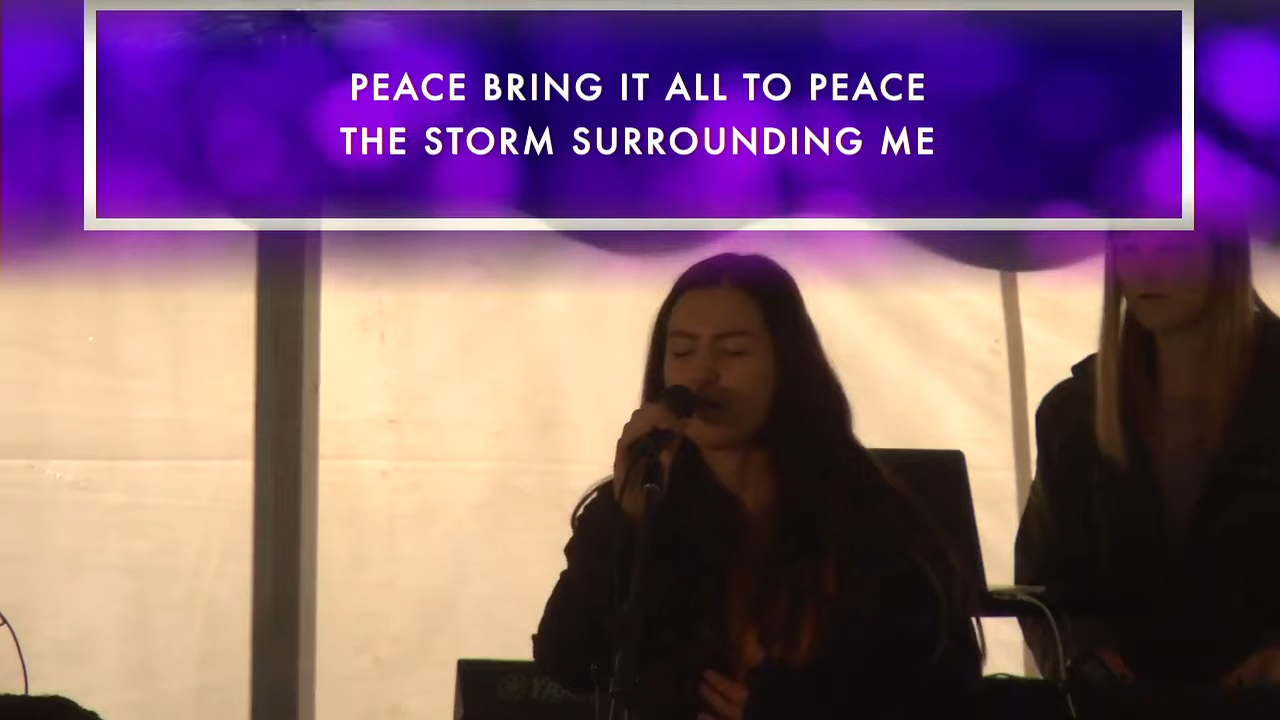 PEACE BRING IT ALL TO PEACE
THE STORM SURROUNDING ME